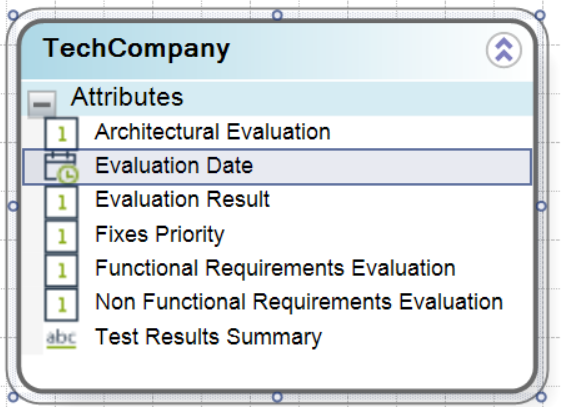 TechCompany
Attributes
1 Architectural Evaluation
Evaluation Date
1 Evaluation Result
1 Fixes Priority
1 Functional Requirements Evaluation
1 Non Functional Requirements Evaluation
abc Test Results Summary